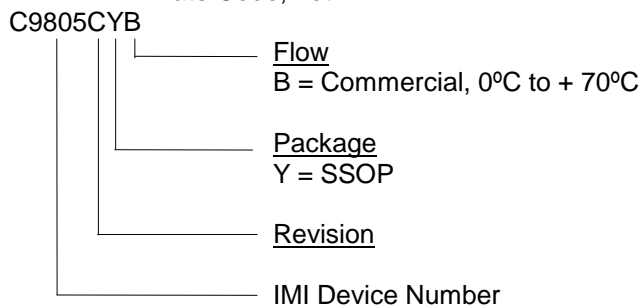 C9805CYB
Flow
B = Commercial, 0ºC to + 70ºC
Package
Y = SSOP
Revision
IMI Device Number